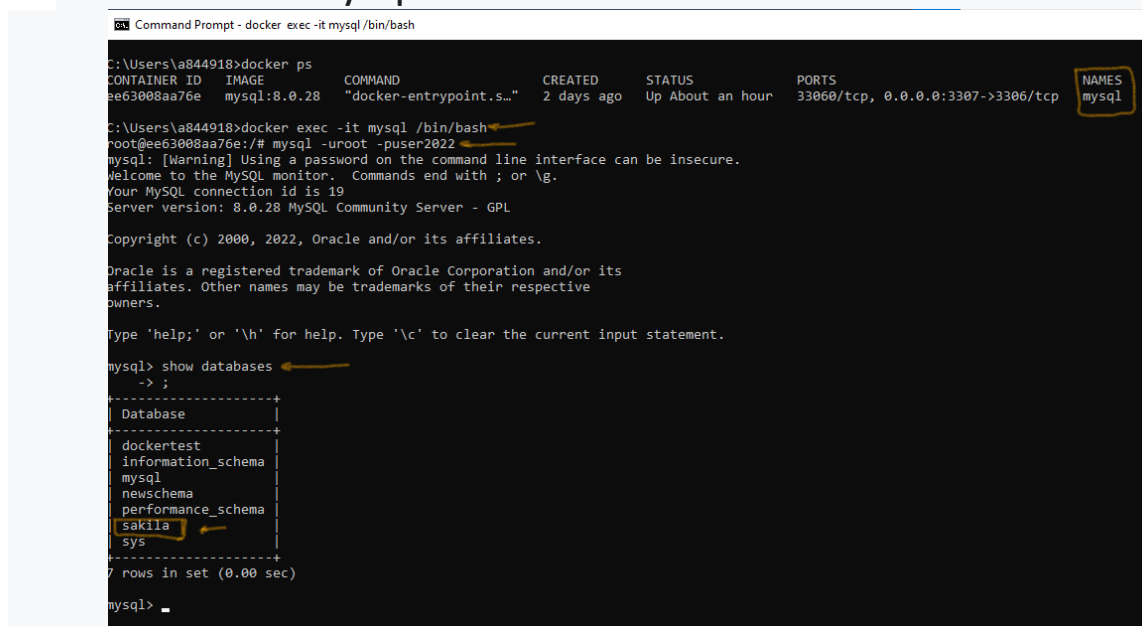 Command Prompt - docker exec -it mysql /bin/bash
C:\Users\a844918>docker ps
CONTAINER ID IMAGE COMMAND CREATED STATUS PORTS NAMES
ee63008aa76e mysql:8.0.28 "docker-entrypoint.s…" 2 days ago Up About an hour 33060/tcp, 0.0.0.0:3307->3306/tcp mysql
C:\Users\a844918>docker exec -it mysql /bin/bash
root@ee63008aa76e:/# mysql -uroot -puser2022
mysql: [Warning] Using a password on the command line interface can be insecure.
Welcome to the MySQL monitor. Commands end with ; or \g.
Your MySQL connection id is 19
Server version: 8.0.28 MySQL Community Server - GPL
Copyright (c) 2000, 2022, Oracle and/or its affiliates.
Oracle is a registered trademark of Oracle Corporation and/or its
affiliates. Other names may be trademarks of their respective
owners.
Type 'help;' or '\h' for help. Type '\c' to clear the current input statement.
mysql> show databases
-> ;
+--------------------+
| Database |
+--------------------+
| dockertest |
| information_schema |
| mysql |
| newschema |
| performance_schema |
| sakila |
| sys |
+--------------------+
7 rows in set (0.00 sec)
mysql>